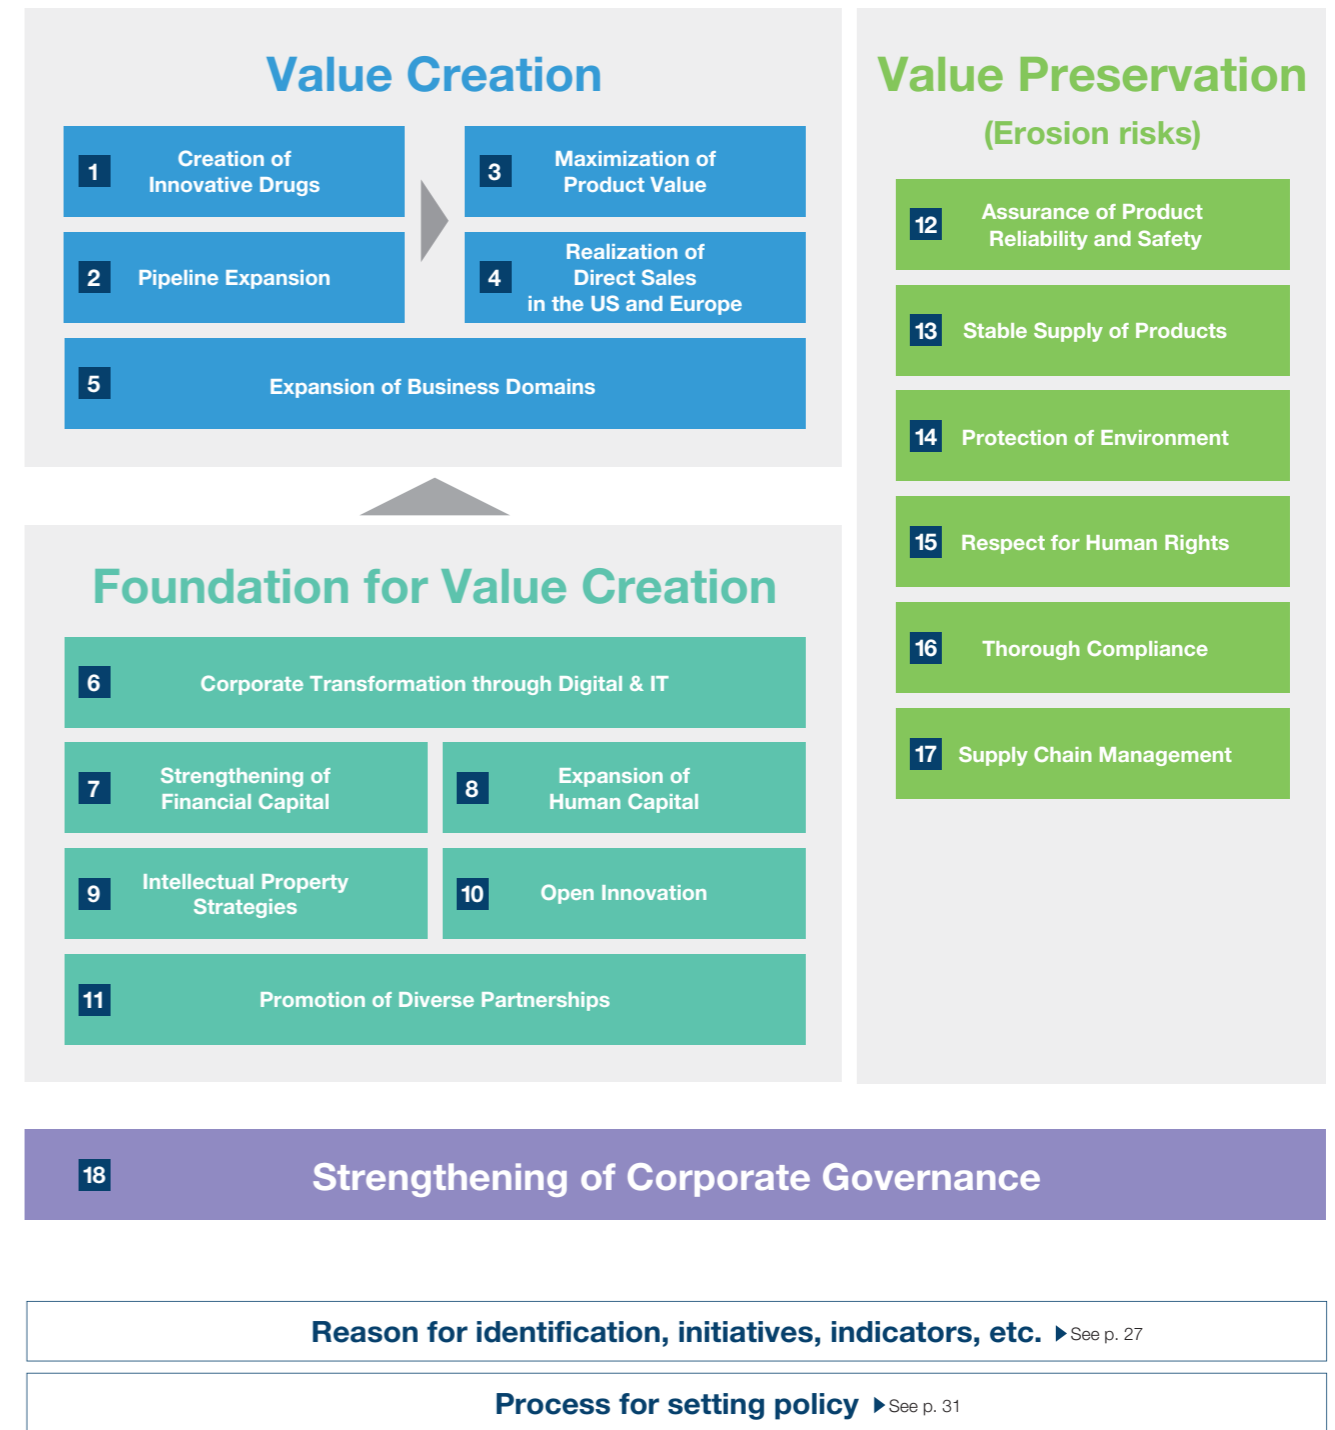 Value Creation
1
Creation of
Innovative Drugs
2
Pipeline Expansion
3
Maximization of
Product Value
4
Realization of
Direct Sales
in the US and Europe
5
Expansion of Business Domains
Foundation for Value Creation
6
Corporate Transformation through Digital & IT
7
Strengthening of
Financial Capital
8
Expansion of
Human Capital
9
Intellectual Property
Strategies
10
Open Innovation
11
Promotion of Diverse Partnerships
Value Preservation
(Erosion risks)
12
Assurance of Product
Reliability and Safety
13
Stable Supply of Products
14
Protection of Environment
15
Respect for Human Rights
16
Thorough Compliance
17
Supply Chain Management
18
Strengthening of Corporate Governance
Reason for identification, initiatives, indicators, etc. ▶See p. 27
Process for setting policy ▶See p. 31